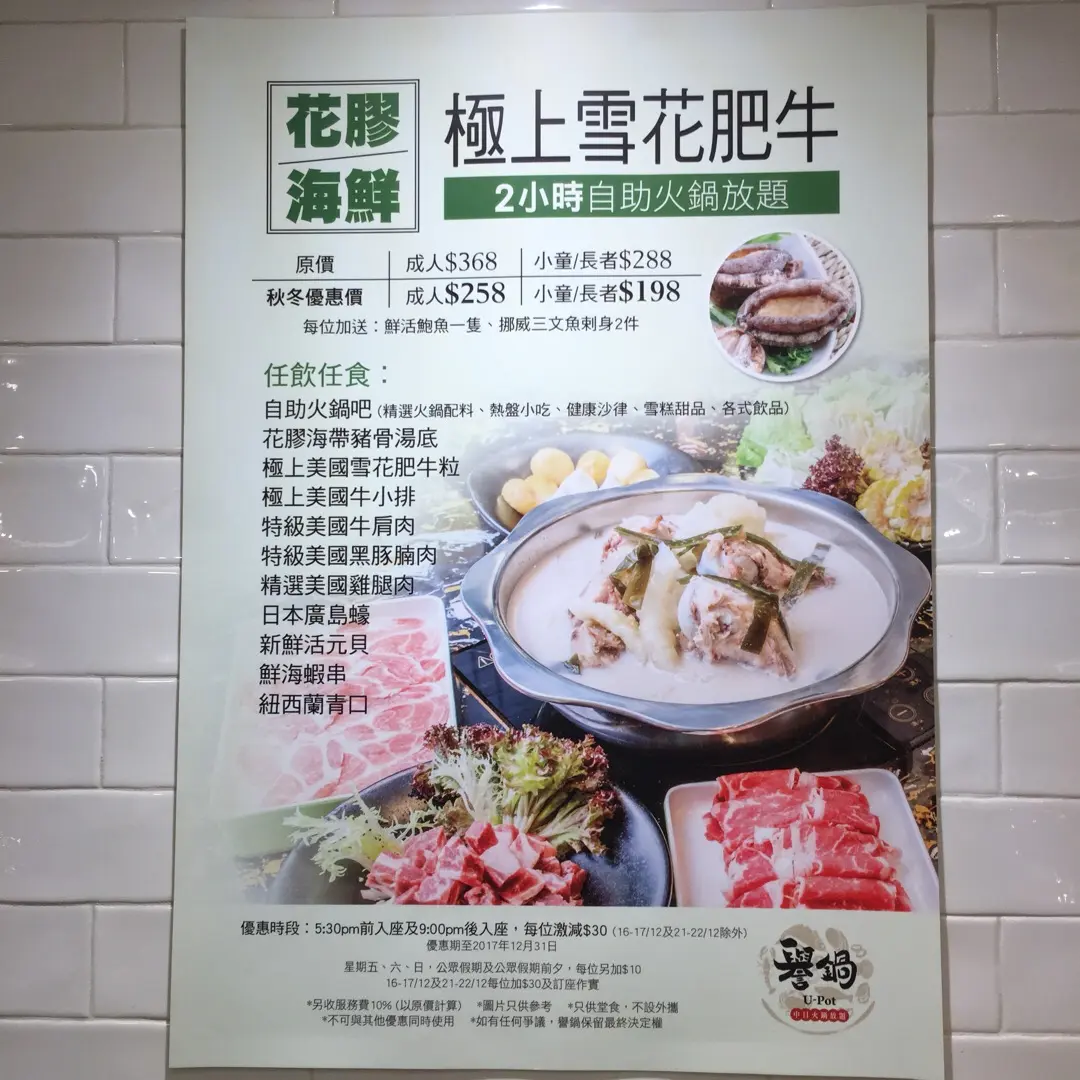 花膠
海鮮
極上雪花肥牛
2小時自助火鍋放題
原價 成人$368 小童/長者$288
秋冬優惠價 成人$258 小童/長者$198
每位加送：鮮活鮑魚一隻、挪威三文魚刺身2件
任飲任食：
自助火鍋吧 (精選火鍋配料、熱盤小吃、健康沙律、雪糕甜品、各式飲品)
花膠海帶豬骨湯底
極上美國雪花肥牛粒
極上美國牛小排
特級美國牛肩肉
特級美國黑豚腩肉
精選美國雞腿肉
日本廣島蠔
新鮮活元貝
鮮海蝦串
紐西蘭青口
優惠時段：5:30pm前入座及9:00pm後入座，每位激減$30 (16-17/12及21-22/12除外)
優惠期至2017年12月31日
星期五、六、日，公眾假期及公眾假期前夕，每位另加$10
16-17/12及21-22/12每位加$30及訂座作實
*另收服務費10% (以原價計算) *圖片只供參考 *只供堂食，不設外攜
*不可與其他優惠同時使用 *如有任何爭議，譽鍋保留最終決定權
譽鍋
U-Pot
中日火鍋放題